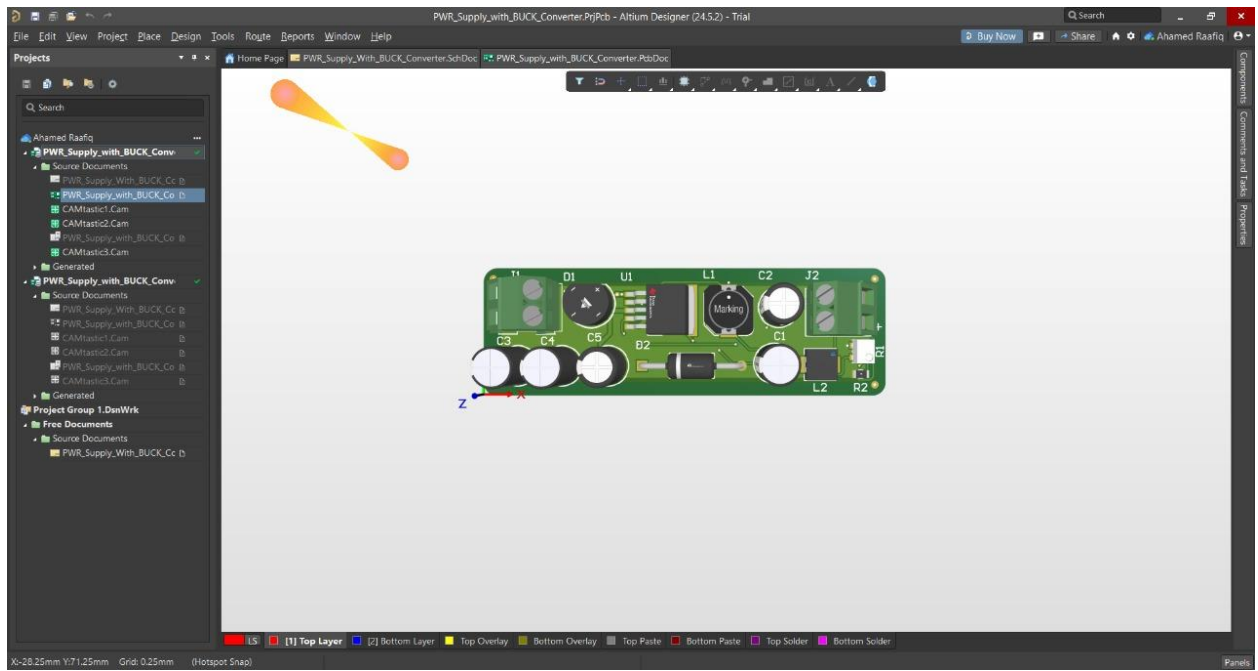 PWR_Supply_with_BUCK_Converter.PrjPcb - Altium Designer (24.5.2) - Trial
Search
File Edit View Project Place Design Tools Route Reports Window Help
Buy Now
Share
Ahamed Raafiq
Projects
Home Page
PWR_Supply_With_BUCK_Converter.SchDoc
PWR_Supply_with_BUCK_Converter.PcbDoc
Search
Ahamed Raafiq
PWR_Supply_with_BUCK_Conv
Source Documents
PWR_Supply_With_BUCK_Cc
PWR_Supply_with_BUCK_Co
CAMtastic1.Cam
CAMtastic2.Cam
PWR_Supply_with_BUCK_Co
CAMtastic3.Cam
Generated
PWR_Supply_with_BUCK_Conv
Source Documents
PWR_Supply_With_BUCK_Cc
PWR_Supply_with_BUCK_Co
CAMtastic1.Cam
CAMtastic2.Cam
PWR_Supply_with_BUCK_Co
CAMtastic3.Cam
Generated
Project Group 1.DsnWrk
Free Documents
Source Documents
PWR_Supply_With_BUCK_Cc
Components
Comments and Tasks
Properties
J1 D1 U1 L1 C2 J2
Marking
+
C3 C4 C5 B2 C1 R1
L2 R2
Z X
LS [1] Top Layer [2] Bottom Layer Top Overlay Bottom Overlay Top Paste Bottom Paste Top Solder Bottom Solder
X:-28.25mm Y:71.25mm Grid: 0.25mm (Hotspot Snap)
Panels